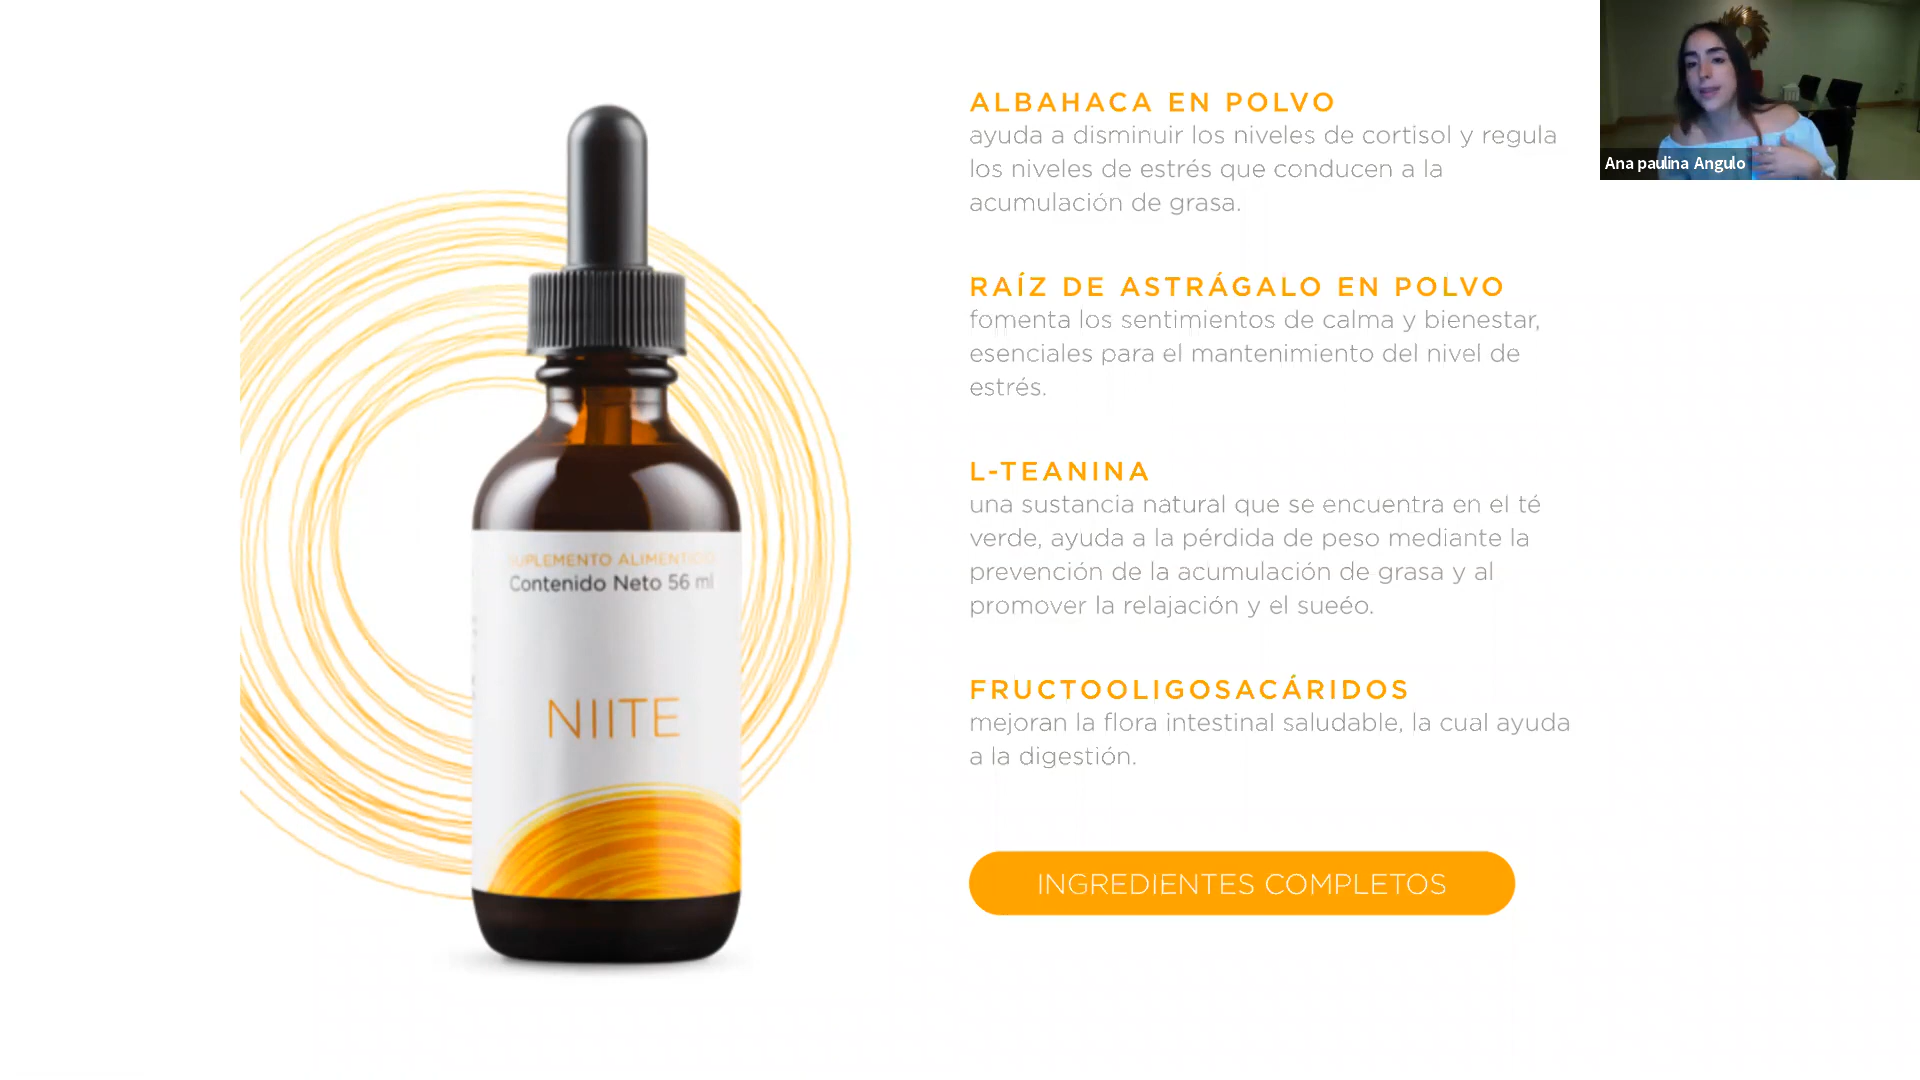 ALBAHACA EN POLVO
ayuda a disminuir los niveles de cortisol y regula
los niveles de estrés que conducen a la
acumulación de grasa.
RAÍZ DE ASTRÁGALO EN POLVO
fomenta los sentimientos de calma y bienestar,
esenciales para el mantenimiento del nivel de
estrés.
L-TEANINA
una sustancia natural que se encuentra en el té
verde, ayuda a la pérdida de peso mediante la
prevención de la acumulación de grasa y al
promover la relajación y el sueéo.
FRUCTOOLIGOSACÁRIDOS
mejoran la flora intestinal saludable, la cual ayuda
a la digestión.
INGREDIENTES COMPLETOS
SUPLEMENTO ALIMENTICIO
Contenido Neto 56 ml
NIITE
Ana paulina Angulo